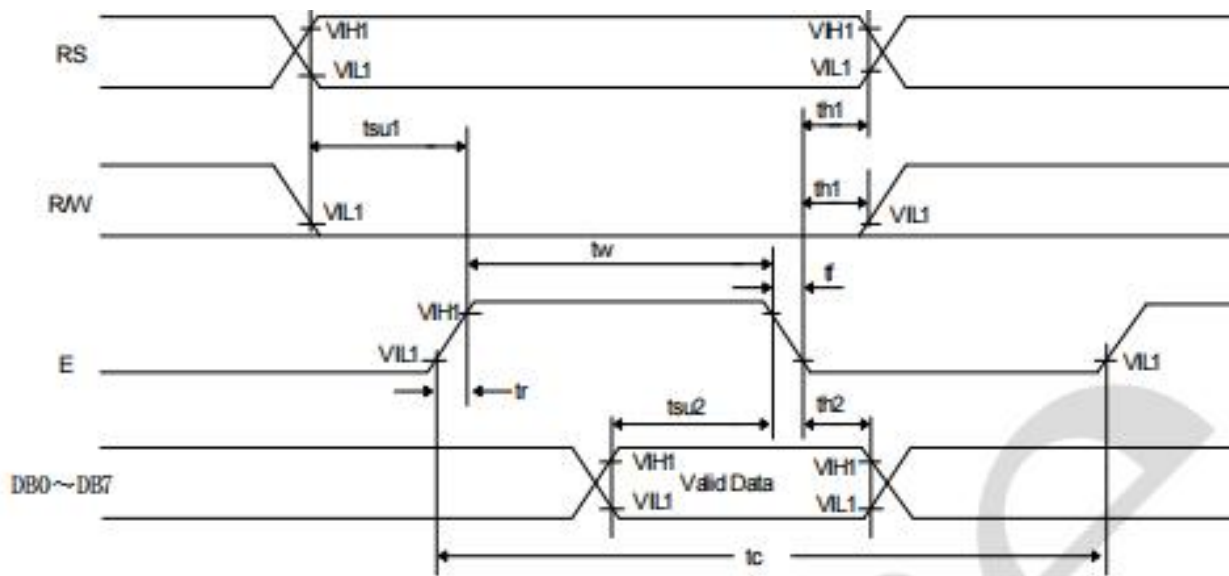 VIH1 VIH1
RS
VIL1 VIL1
tsu1 th1
R/W th1
VIL1 VIL1
tw
tf
VIH1
E VIL1 VIL1
tr
tsu2 th2
DB0～DB7 VIH1 Valid Data VIH1
VIL1 VIL1
tc